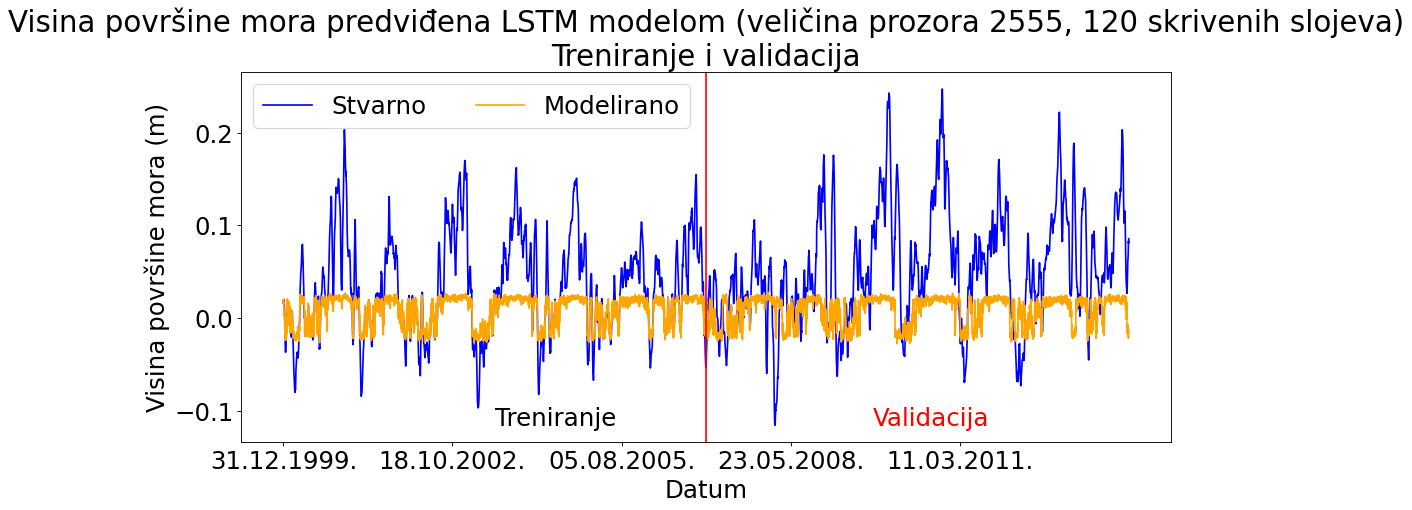 Visina površine mora predviđena LSTM modelom (veličina prozora 2555, 120 skrivenih slojeva)
Treniranje i validacija
Stvarno Modelirano
Visina površine mora (m)
0.2
0.1
0.0
−0.1
Treniranje Validacija
31.12.1999. 18.10.2002. 05.08.2005. 23.05.2008. 11.03.2011.
Datum